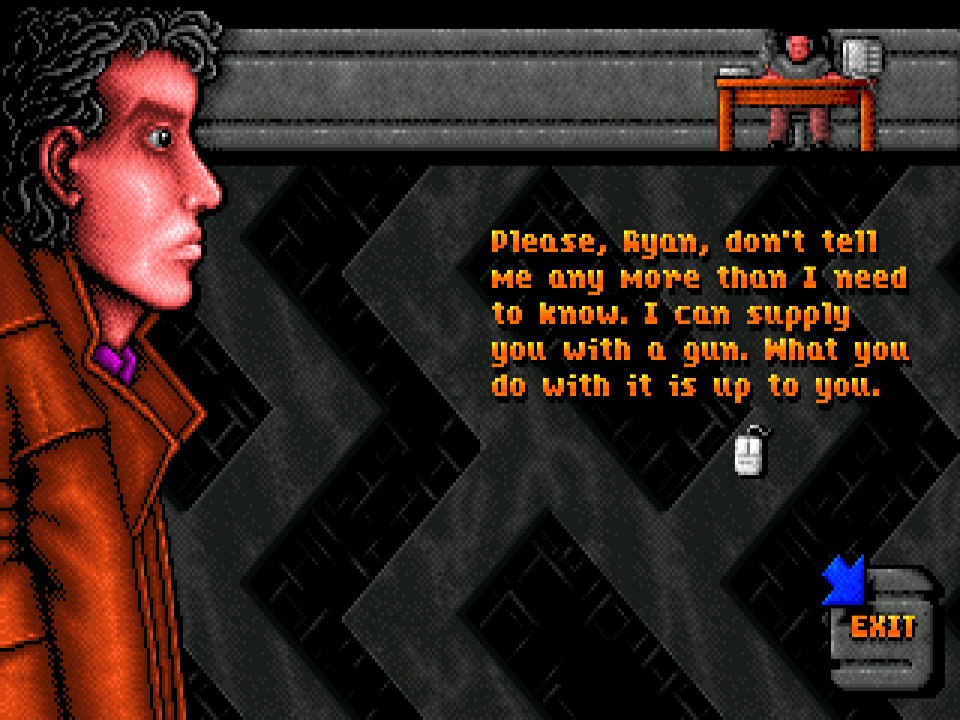 Please, Ryan, don't tell
me any more than I need
to know. I can supply
you with a gun. What you
do with it is up to you.
EXIT